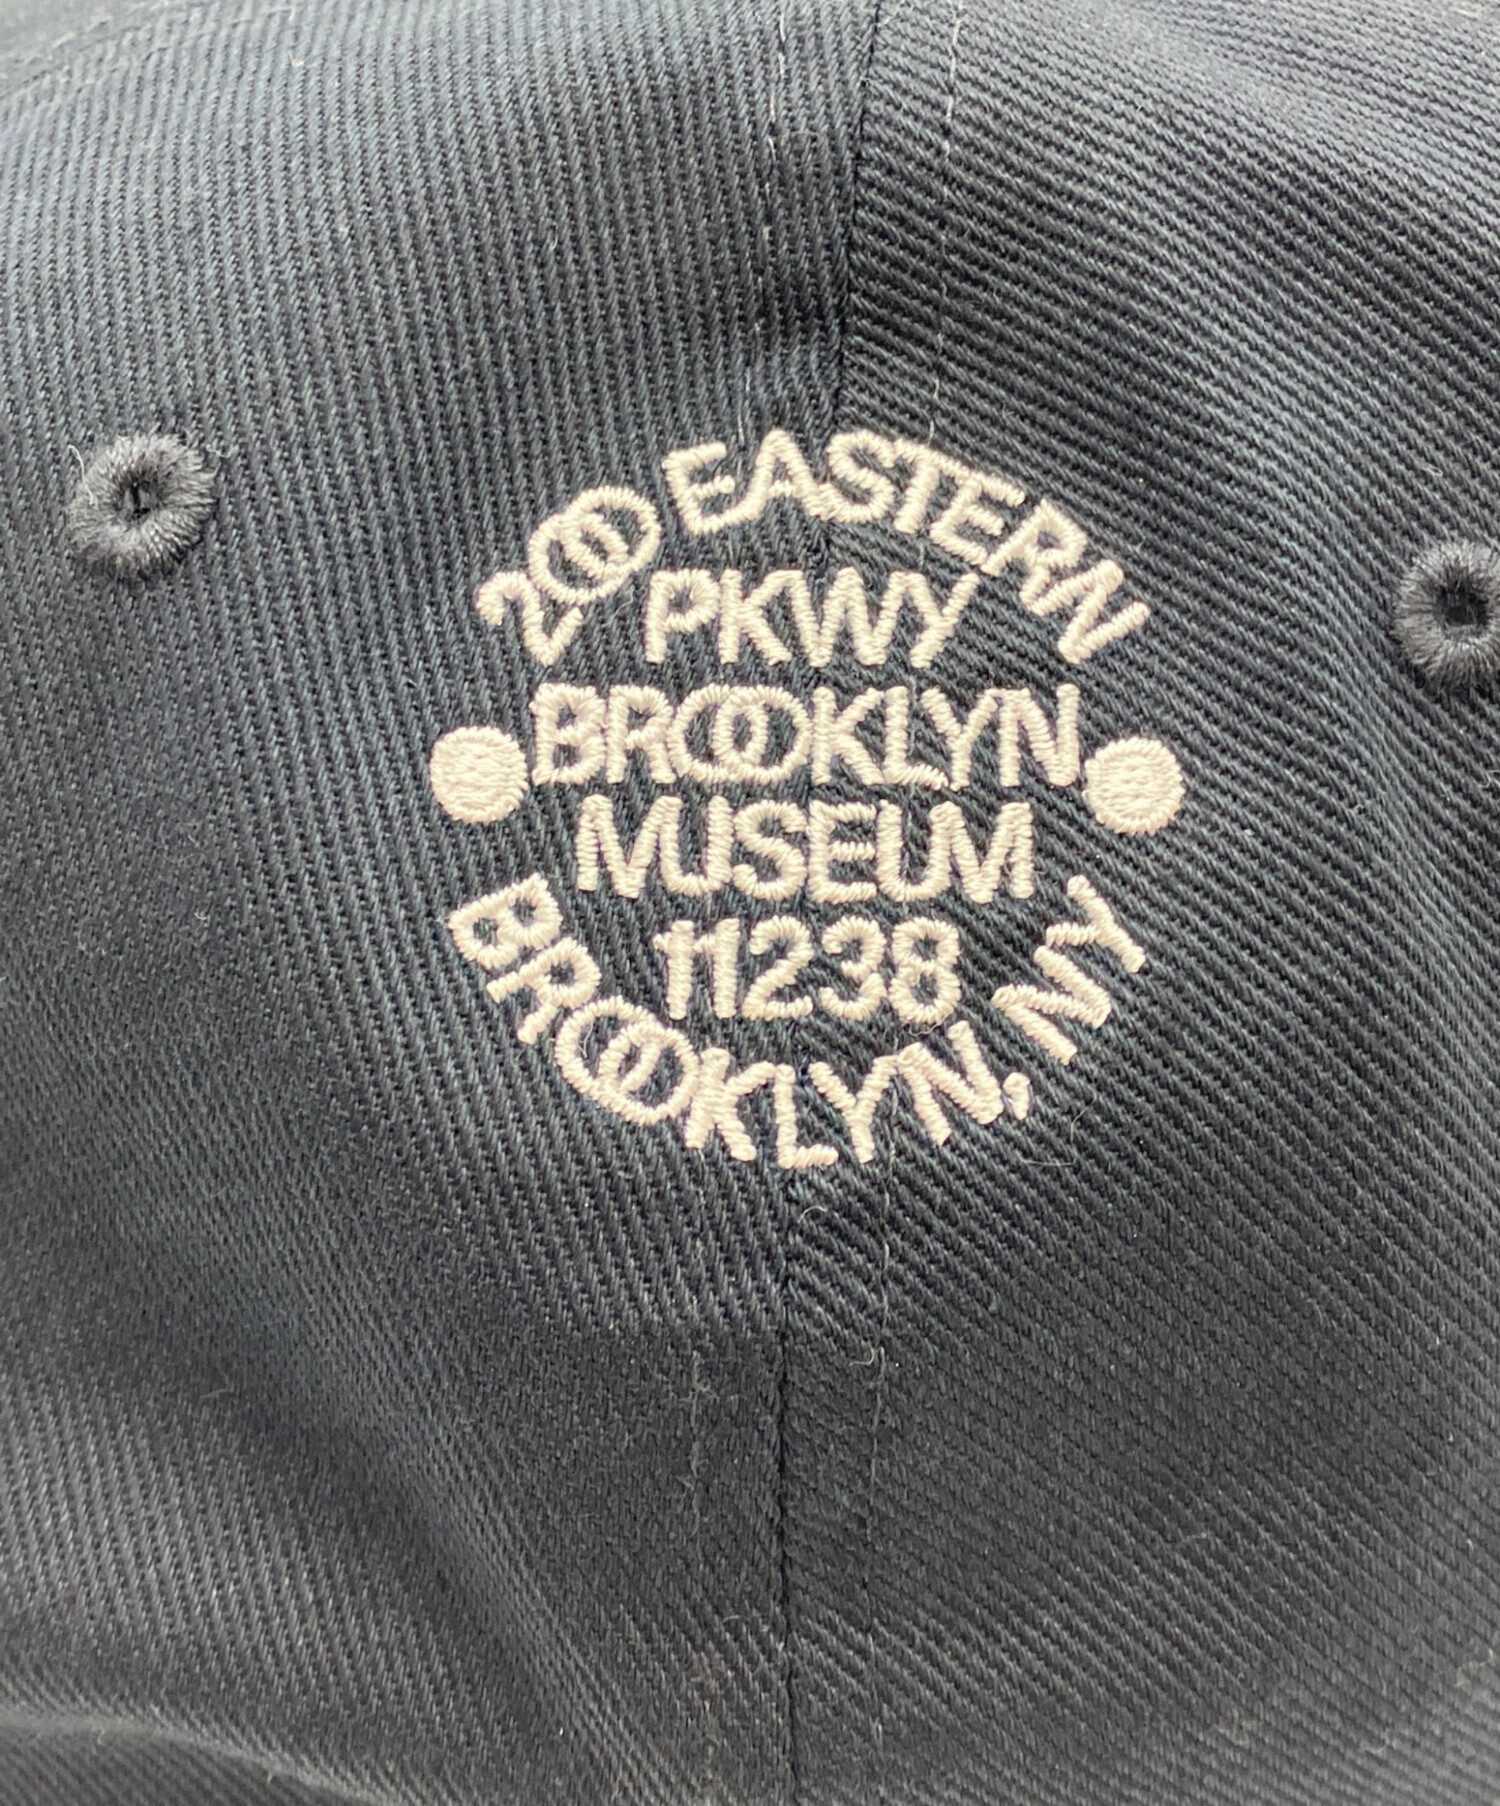 200 EASTERN
PKWY
BROOKLYN
MUSEUM
11238
BROOKLYN, NY